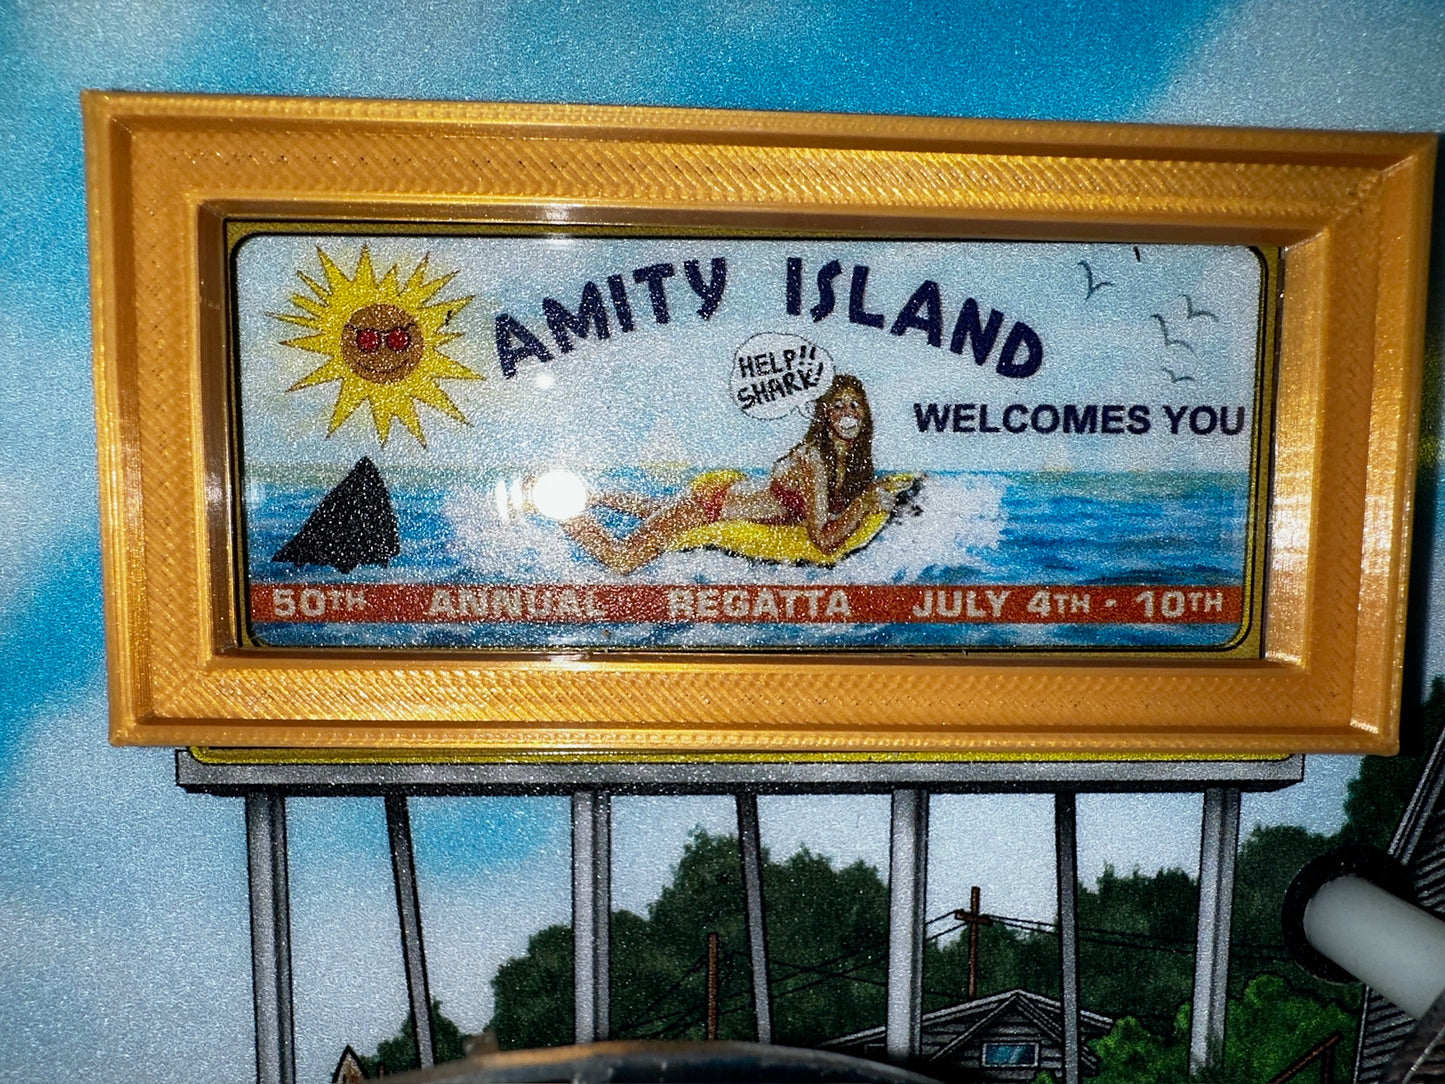 AMITY ISLAND
HELP!!
SHARK!
WELCOMES YOU
50TH ANNUAL REGATTA JULY 4TH - 10TH